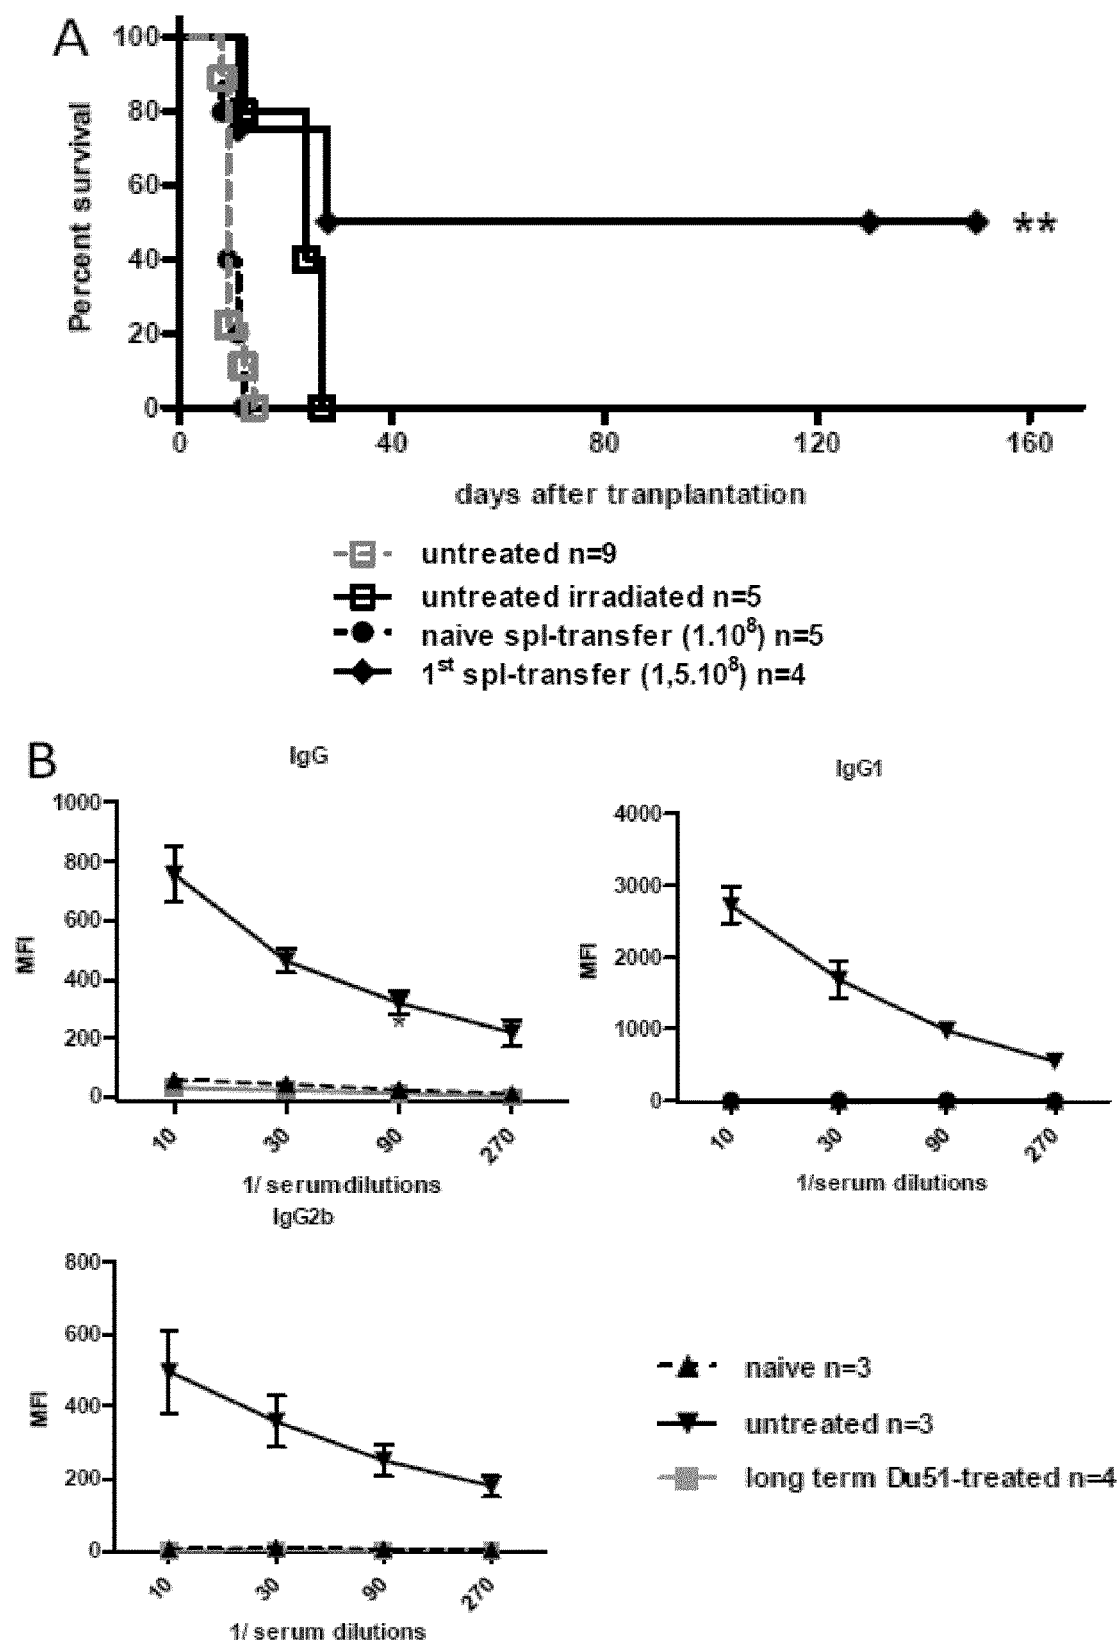 A
Percent survival
100
80
60
40
20
0
0 40 80 120 160
**
days after tranplantation
untreated n=9
untreated irradiated n=5
naive spl-transfer (1.10⁸) n=5
1ˢᵗ spl-transfer (1,5.10⁸) n=4
B
IgG
MFI
1000
800
600
400
200
0
*
10 30 90 270
1/ serumdilutions
IgG1
MFI
4000
3000
2000
1000
0
10 30 90 270
1/serum dilutions
IgG2b
MFI
800
600
400
200
0
10 30 90 270
1/ serum dilutions
naive n=3
untreated n=3
long term Du51-treated n=4